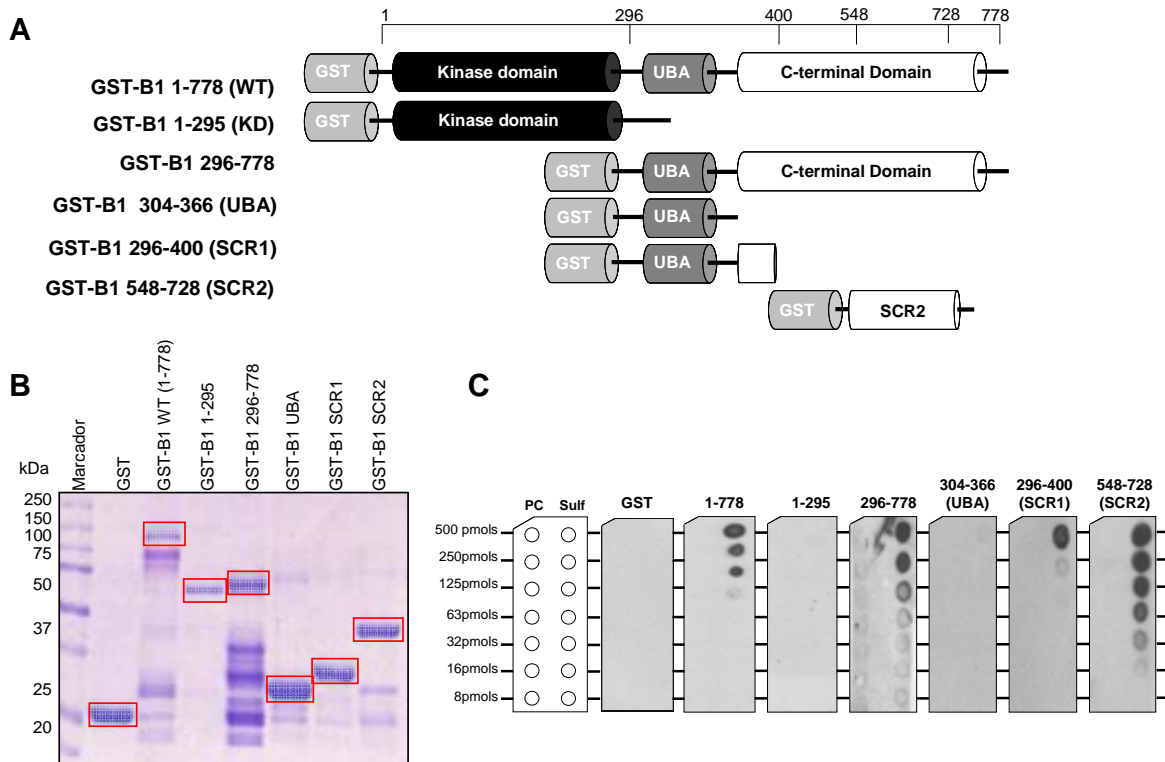 A
1 296 400 548 728 778
GST-B1 1-778 (WT)
GST Kinase domain UBA C-terminal Domain
GST-B1 1-295 (KD)
GST Kinase domain
GST-B1 296-778
GST UBA C-terminal Domain
GST-B1 304-366 (UBA)
GST UBA
GST-B1 296-400 (SCR1)
GST UBA
GST-B1 548-728 (SCR2)
GST SCR2
B
kDa
Marcador
GST
GST-B1 WT (1-778)
GST-B1 1-295
GST-B1 296-778
GST-B1 UBA
GST-B1 SCR1
GST-B1 SCR2
250
150
100
75
50
37
25
20
C
PC Sulf
GST
1-778
1-295
296-778
304-366
(UBA)
296-400
(SCR1)
548-728
(SCR2)
500 pmols
250pmols
125pmols
63pmols
32pmols
16pmols
8pmols